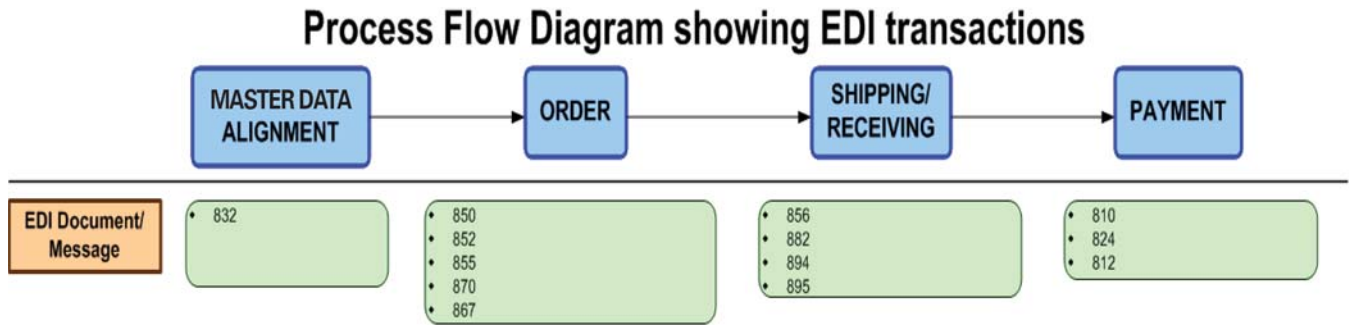 Process Flow Diagram showing EDI transactions
MASTER DATA
ALIGNMENT
ORDER
SHIPPING/
RECEIVING
PAYMENT
EDI Document/
Message
• 832
• 850
• 852
• 855
• 870
• 867
• 856
• 882
• 894
• 895
• 810
• 824
• 812